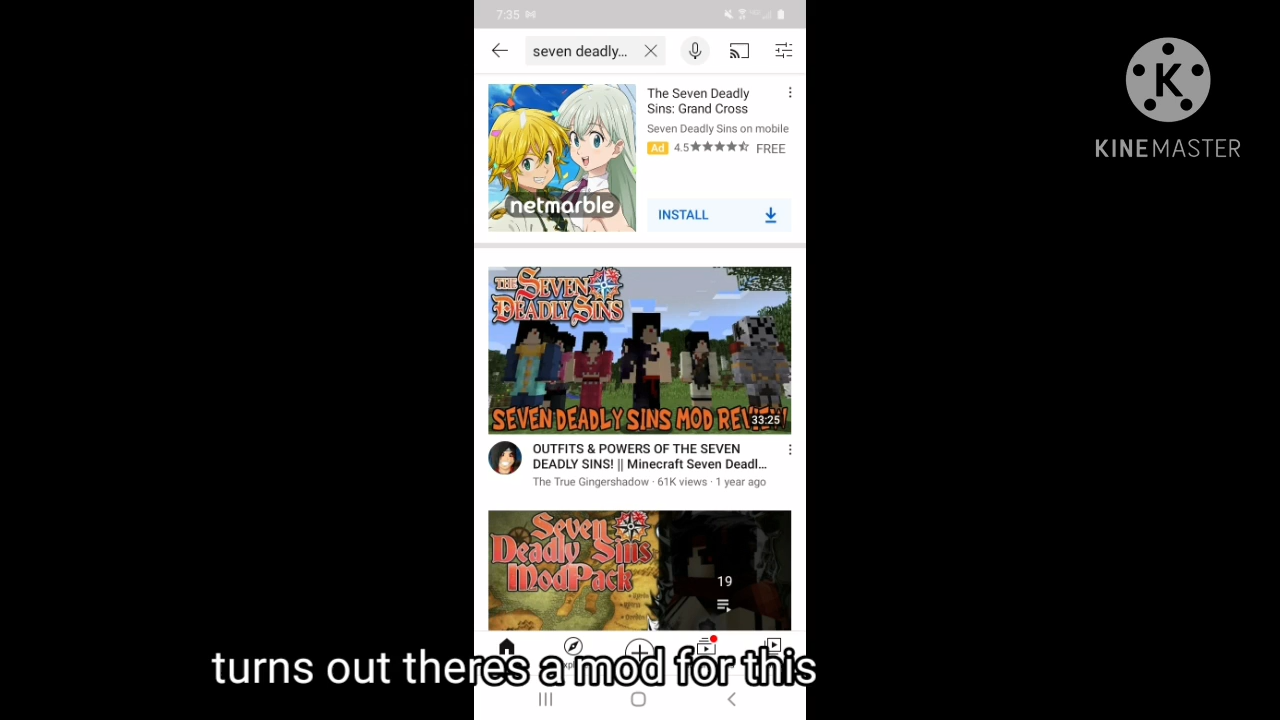 7:35
seven deadly...
The Seven Deadly
Sins: Grand Cross
Seven Deadly Sins on mobile
Ad 4.5 FREE
netmarble
INSTALL
K
KINEMASTER
THE SEVEN
DEADLY SINS
SEVEN DEADLY SINS MOD REVIEW
33:25
OUTFITS & POWERS OF THE SEVEN
DEADLY SINS! || Minecraft Seven Deadl...
The True Gingershadow · 61K views · 1 year ago
Seven
Deadly Sins
ModPack
19
turns out there's a mod for this